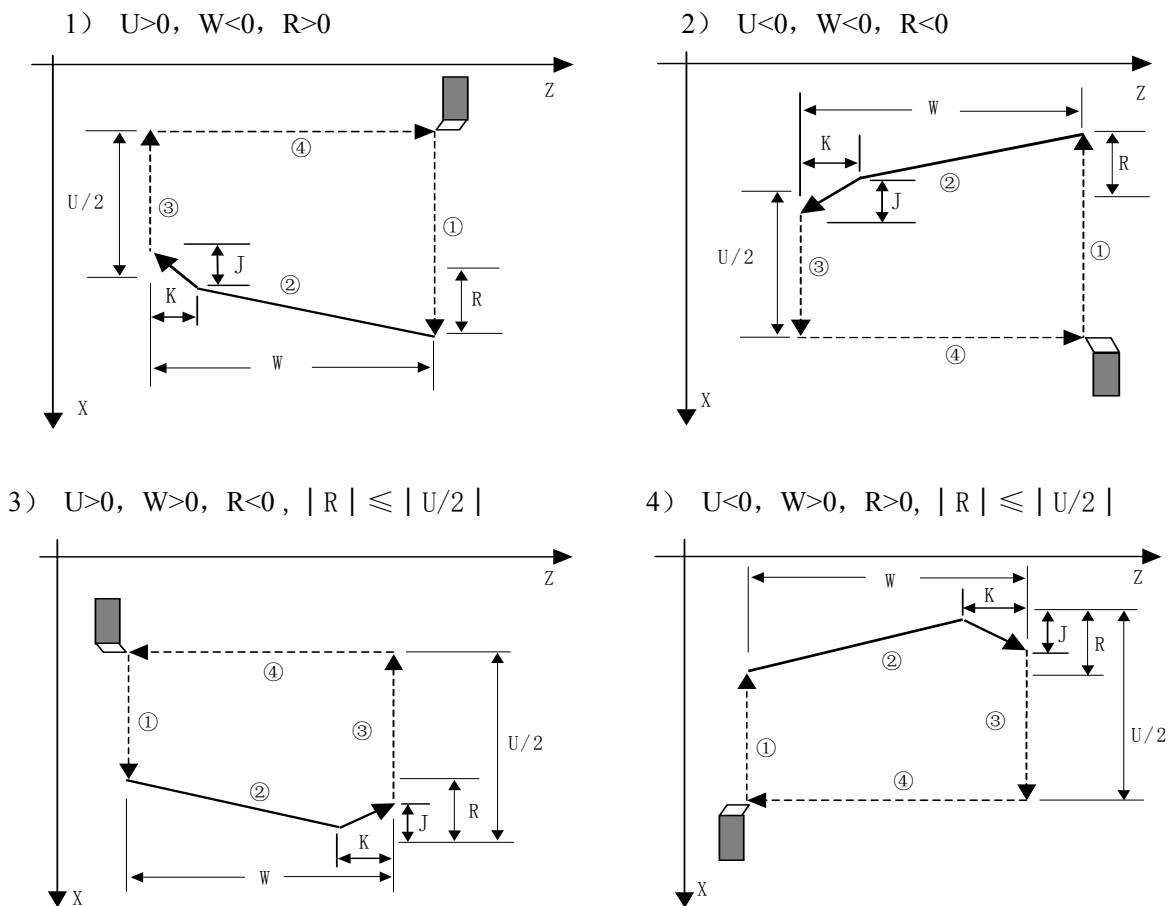 1） U>0，W<0，R>0
Z
④
U/2
③
①
J
②
K
R
W
X
2） U<0，W<0，R<0
Z
W
K
R
②
J
U/2
③
①
④
X
3） U>0，W>0，R<0，｜R｜≤｜U/2｜
Z
④
①
③
U/2
②
R
J
K
W
X
4） U<0，W>0，R>0,｜R｜≤｜U/2｜
Z
W
K
J
R
②
③
U/2
①
④
X